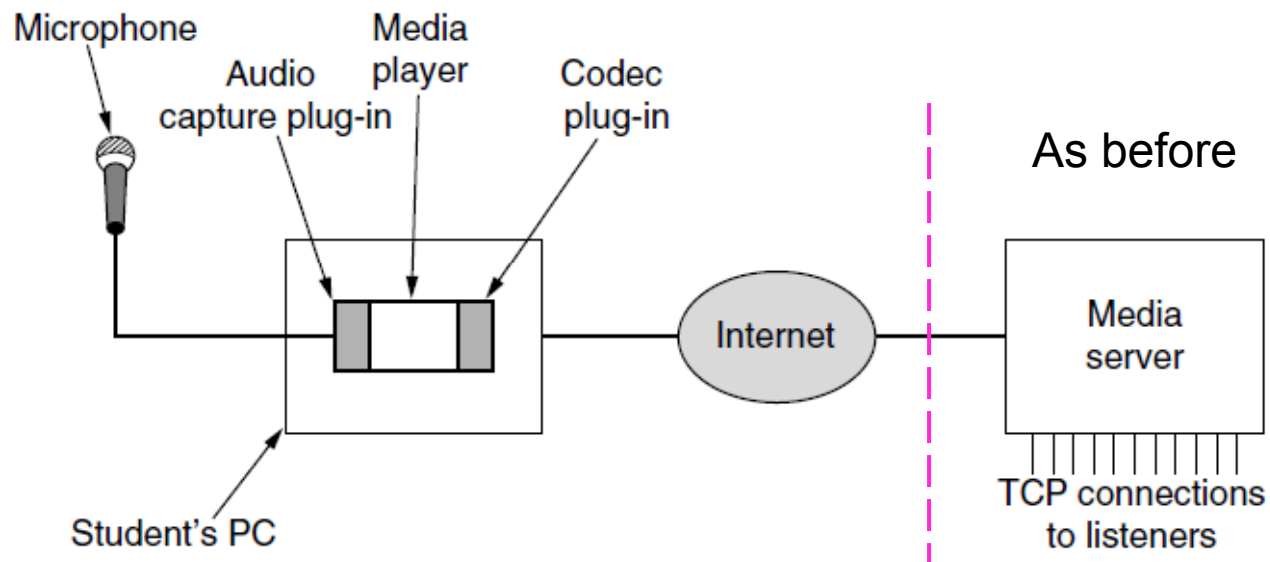 Microphone
Audio
capture plug-in
Media
player
Codec
plug-in
As before
Internet
Media
server
Student's PC
TCP connections
to listeners